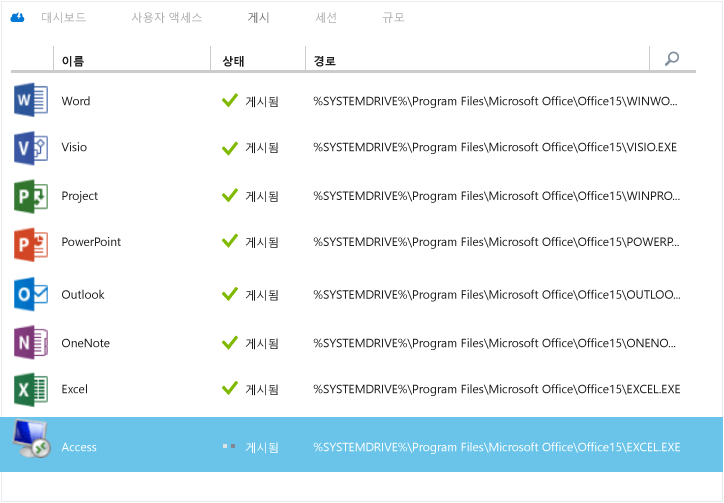 대시보드 사용자 액세스 게시 세션 규모
이름 상태 경로
Word 게시됨 %SYSTEMDRIVE%\Program Files\Microsoft Office\Office15\WINWO...
Visio 게시됨 %SYSTEMDRIVE%\Program Files\Microsoft Office\Office15\VISIO.EXE
Project 게시됨 %SYSTEMDRIVE%\Program Files\Microsoft Office\Office15\WINPRO...
PowerPoint 게시됨 %SYSTEMDRIVE%\Program Files\Microsoft Office\Office15\POWERP...
Outlook 게시됨 %SYSTEMDRIVE%\Program Files\Microsoft Office\Office15\OUTLOO...
OneNote 게시됨 %SYSTEMDRIVE%\Program Files\Microsoft Office\Office15\ONENO...
Excel 게시됨 %SYSTEMDRIVE%\Program Files\Microsoft Office\Office15\EXCEL.EXE
Access 게시됨 %SYSTEMDRIVE%\Program Files\Microsoft Office\Office15\EXCEL.EXE